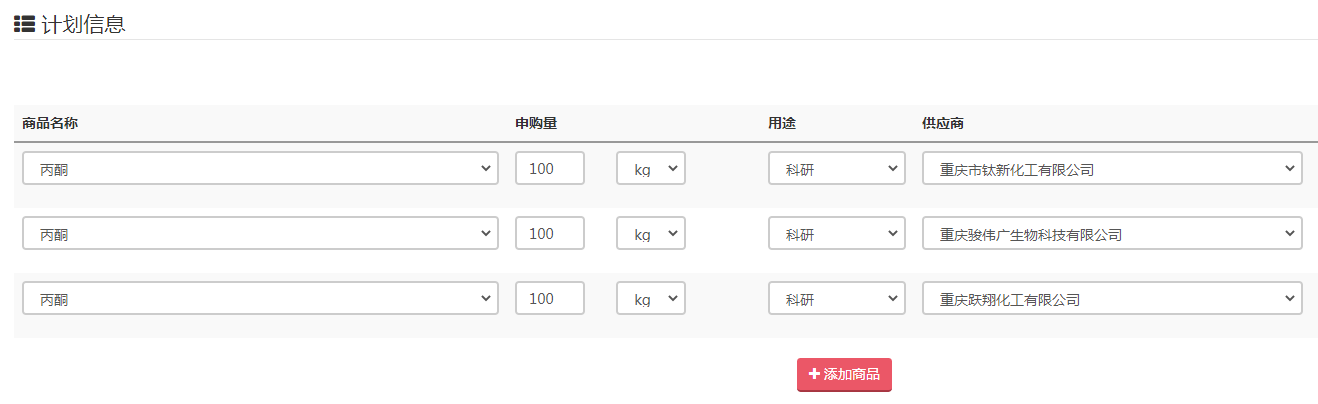 计划信息
商品名称 申购量 用途 供应商
丙酮 100 kg 科研 重庆市钛新化工有限公司
丙酮 100 kg 科研 重庆骏伟广生物科技有限公司
丙酮 100 kg 科研 重庆跃翔化工有限公司
添加商品